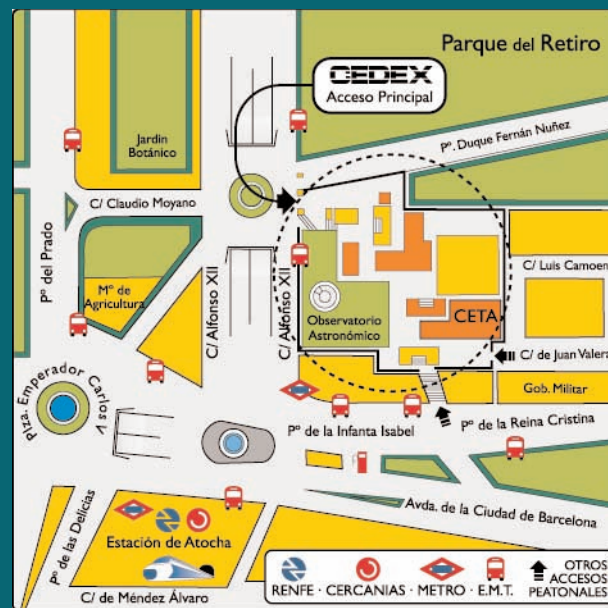 Parque del Retiro
CEDEX
Acceso Principal
Pº. Duque Fernán Nuñez
Jardin
Botánico
C/ Claudio Moyano
Pº del Prado
Mº de
Agricultura
C/ Alfonso XII
C/ Alfonso XII
Observatorio
Astronómico
CETA
C/ Luis Camoen
C/ de Juan Valera
Gob. Militar
Plza. Emperador Carlos V
Pº de la Infanta Isabel
Pº de la Reina Cristina
Avda. de la Ciudad de Barcelona
Pº de las Delicias
Estación de Atocha
C/ de Méndez Álvaro
RENFE · CERCANIAS · METRO · E.M.T.
OTROS
ACCESOS
PEATONALES